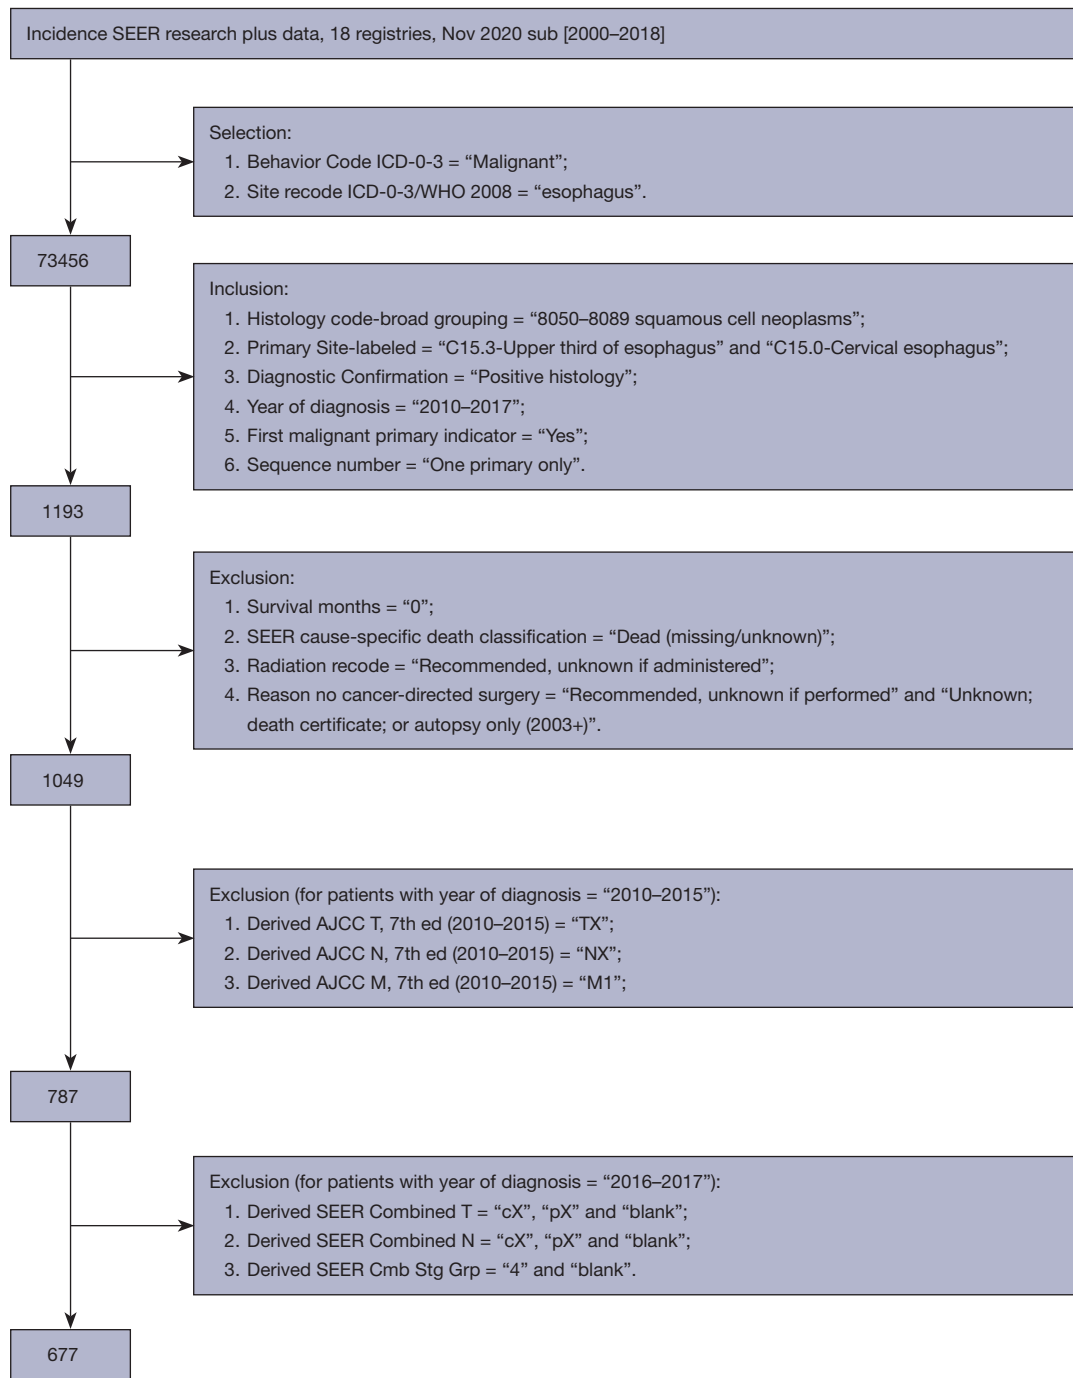 Incidence SEER research plus data, 18 registries, Nov 2020 sub [2000–2018]
Selection:
1. Behavior Code ICD-0-3 = “Malignant”;
2. Site recode ICD-0-3/WHO 2008 = “esophagus”.
73456
Inclusion:
1. Histology code-broad grouping = “8050–8089 squamous cell neoplasms”;
2. Primary Site-labeled = “C15.3-Upper third of esophagus” and “C15.0-Cervical esophagus”;
3. Diagnostic Confirmation = “Positive histology”;
4. Year of diagnosis = “2010–2017”;
5. First malignant primary indicator = “Yes”;
6. Sequence number = “One primary only”.
1193
Exclusion:
1. Survival months = “0”;
2. SEER cause-specific death classification = “Dead (missing/unknown)”;
3. Radiation recode = “Recommended, unknown if administered”;
4. Reason no cancer-directed surgery = “Recommended, unknown if performed” and “Unknown;
death certificate; or autopsy only (2003+)”.
1049
Exclusion (for patients with year of diagnosis = “2010–2015”):
1. Derived AJCC T, 7th ed (2010–2015) = “TX”;
2. Derived AJCC N, 7th ed (2010–2015) = “NX”;
3. Derived AJCC M, 7th ed (2010–2015) = “M1”;
787
Exclusion (for patients with year of diagnosis = “2016–2017”):
1. Derived SEER Combined T = “cX”, “pX” and “blank”;
2. Derived SEER Combined N = “cX”, “pX” and “blank”;
3. Derived SEER Cmb Stg Grp = “4” and “blank”.
677